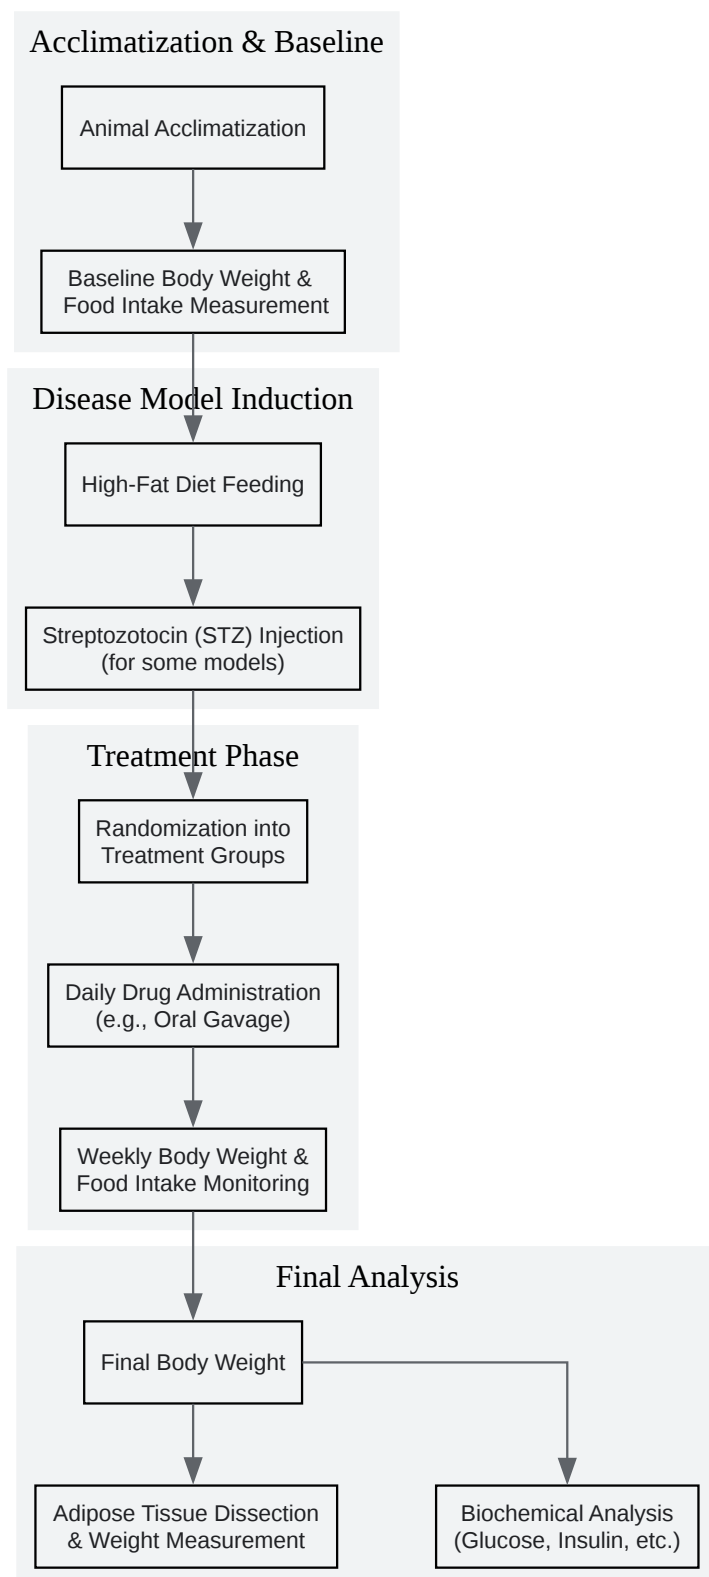 Acclimatization & Baseline
Animal Acclimatization
Baseline Body Weight &
Food Intake Measurement
Disease Model Induction
High-Fat Diet Feeding
Streptozotocin (STZ) Injection
(for some models)
Treatment Phase
Randomization into
Treatment Groups
Daily Drug Administration
(e.g., Oral Gavage)
Weekly Body Weight &
Food Intake Monitoring
Final Analysis
Final Body Weight
Adipose Tissue Dissection
& Weight Measurement
Biochemical Analysis
(Glucose, Insulin, etc.)